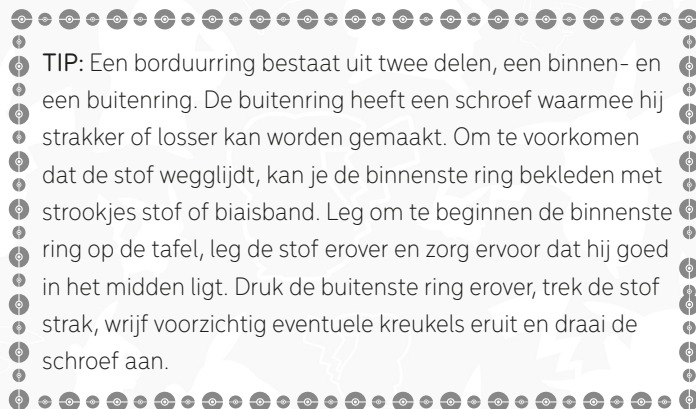 TIP: Een borduurring bestaat uit twee delen, een binnen- en
een buitenring. De buitenring heeft een schroef waarmee hij
strakker of losser kan worden gemaakt. Om te voorkomen
dat de stof wegglijdt, kan je de binnenste ring bekleden met
strookjes stof of biaisband. Leg om te beginnen de binnenste
ring op de tafel, leg de stof erover en zorg ervoor dat hij goed
in het midden ligt. Druk de buitenste ring erover, trek de stof
strak, wrijf voorzichtig eventuele kreukels eruit en draai de
schroef aan.